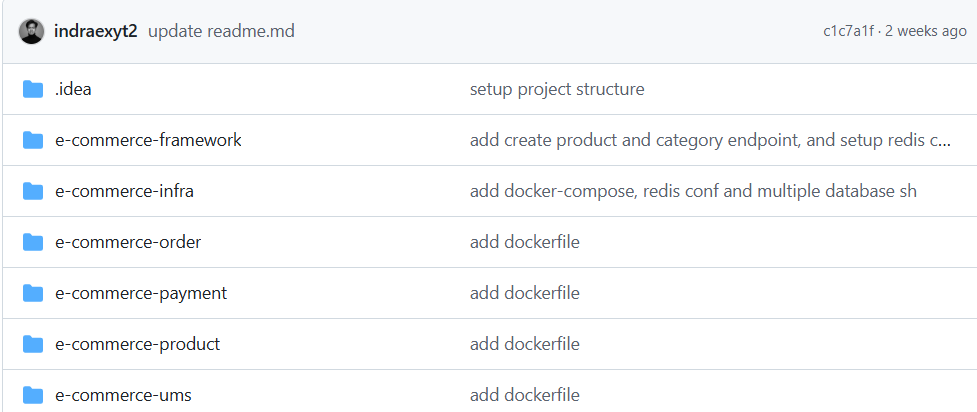 indraexyt2 update readme.md c1c7a1f · 2 weeks ago
.idea setup project structure
e-commerce-framework add create product and category endpoint, and setup redis c...
e-commerce-infra add docker-compose, redis conf and multiple database sh
e-commerce-order add dockerfile
e-commerce-payment add dockerfile
e-commerce-product add dockerfile
e-commerce-ums add dockerfile